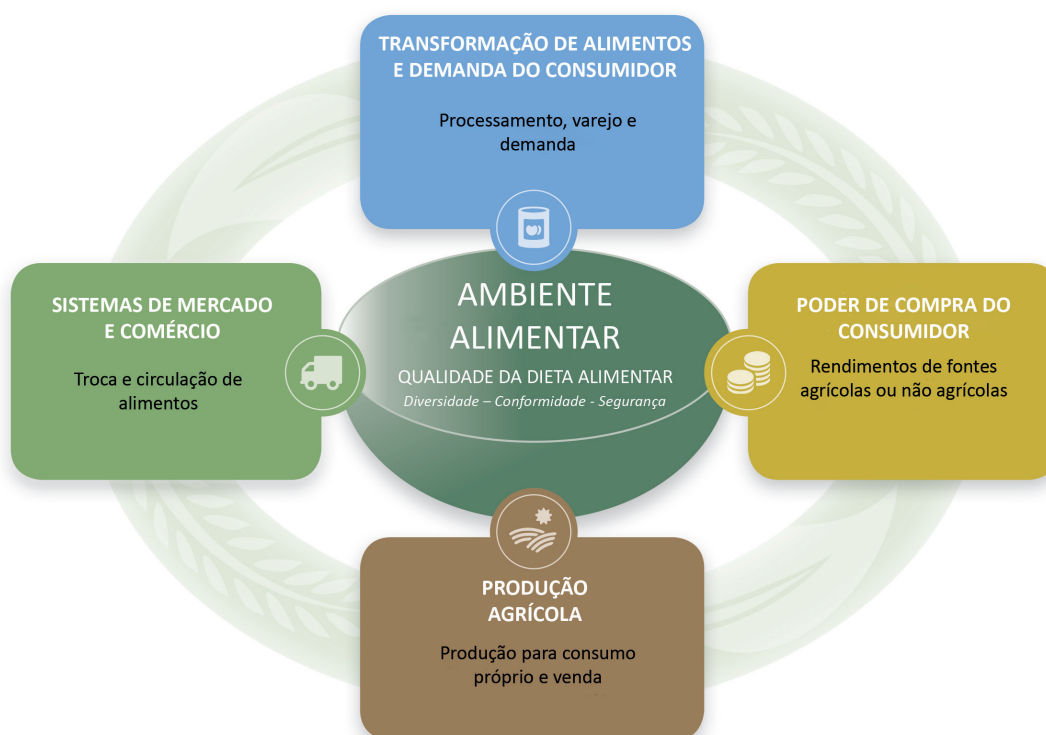 TRANSFORMAÇÃO DE ALIMENTOS
E DEMANDA DO CONSUMIDOR
Processamento, varejo e
demanda
SISTEMAS DE MERCADO
E COMÉRCIO
Troca e circulação de
alimentos
AMBIENTE
ALIMENTAR
QUALIDADE DA DIETA ALIMENTAR
Diversidade – Conformidade - Segurança
PODER DE COMPRA DO
CONSUMIDOR
Rendimentos de fontes
agrícolas ou não agrícolas
PRODUÇÃO
AGRÍCOLA
Produção para consumo
próprio e venda